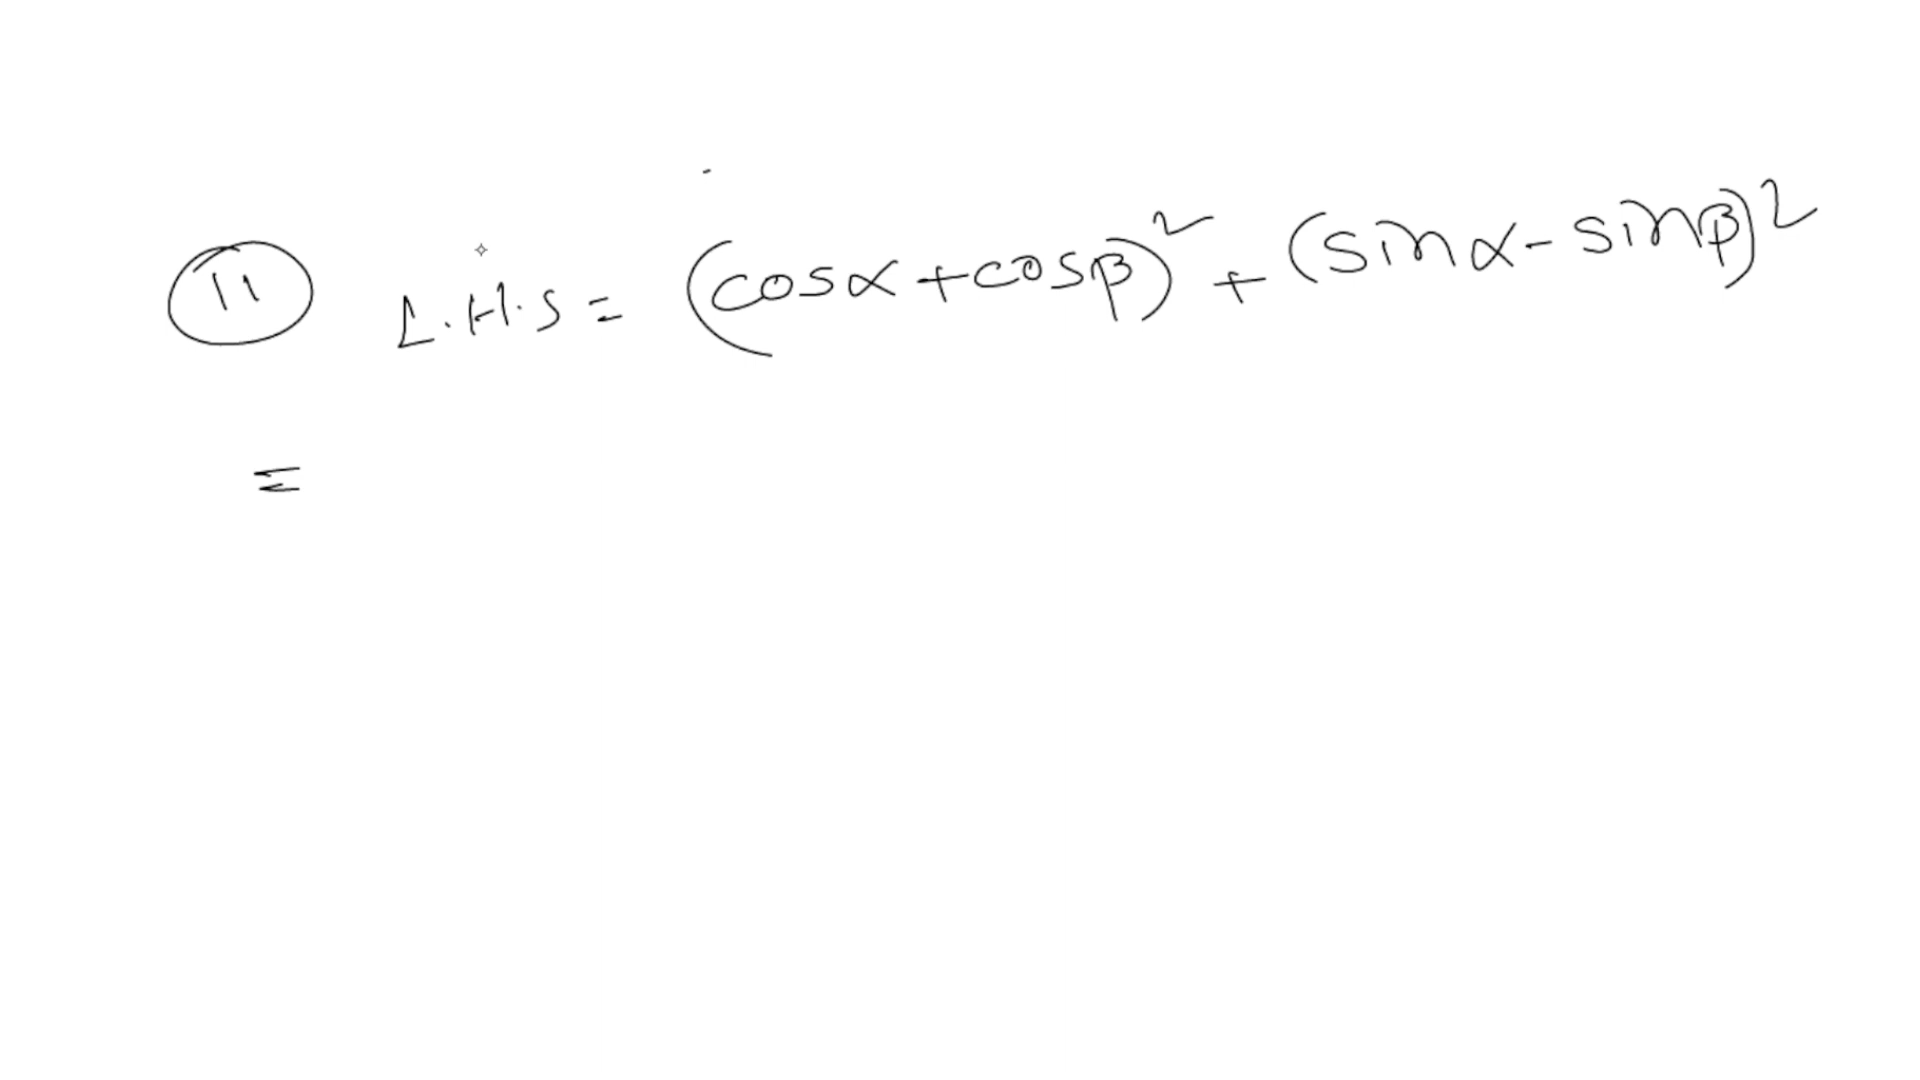 11 L.H.S = (cosα + cosβ)² + (sinα - sinβ)²
=